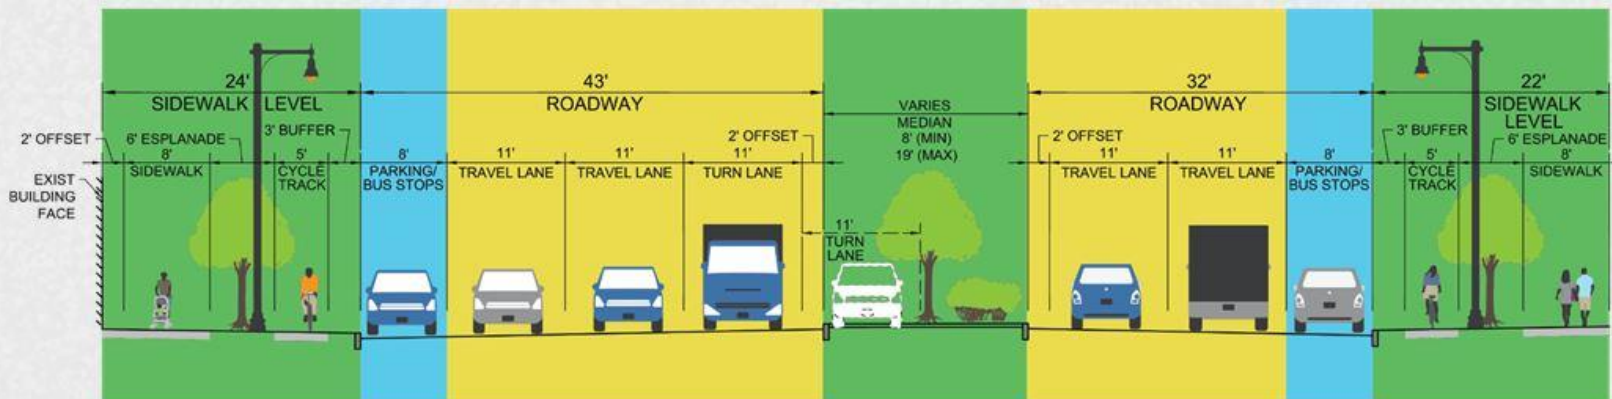 24'
SIDEWALK LEVEL
2' OFFSET
6' ESPLANADE
3' BUFFER
8'
SIDEWALK
5'
CYCLE
TRACK
EXIST
BUILDING
FACE
43'
ROADWAY
8'
PARKING/
BUS STOPS
11'
TRAVEL LANE
11'
TRAVEL LANE
11'
TURN LANE
2' OFFSET
VARIES
MEDIAN
8' (MIN)
19' (MAX)
11'
TURN
LANE
32'
ROADWAY
2' OFFSET
11'
TRAVEL LANE
11'
TRAVEL LANE
8'
PARKING/
BUS STOPS
22'
SIDEWALK
LEVEL
3' BUFFER
6' ESPLANADE
5'
CYCLE
TRACK
8'
SIDEWALK